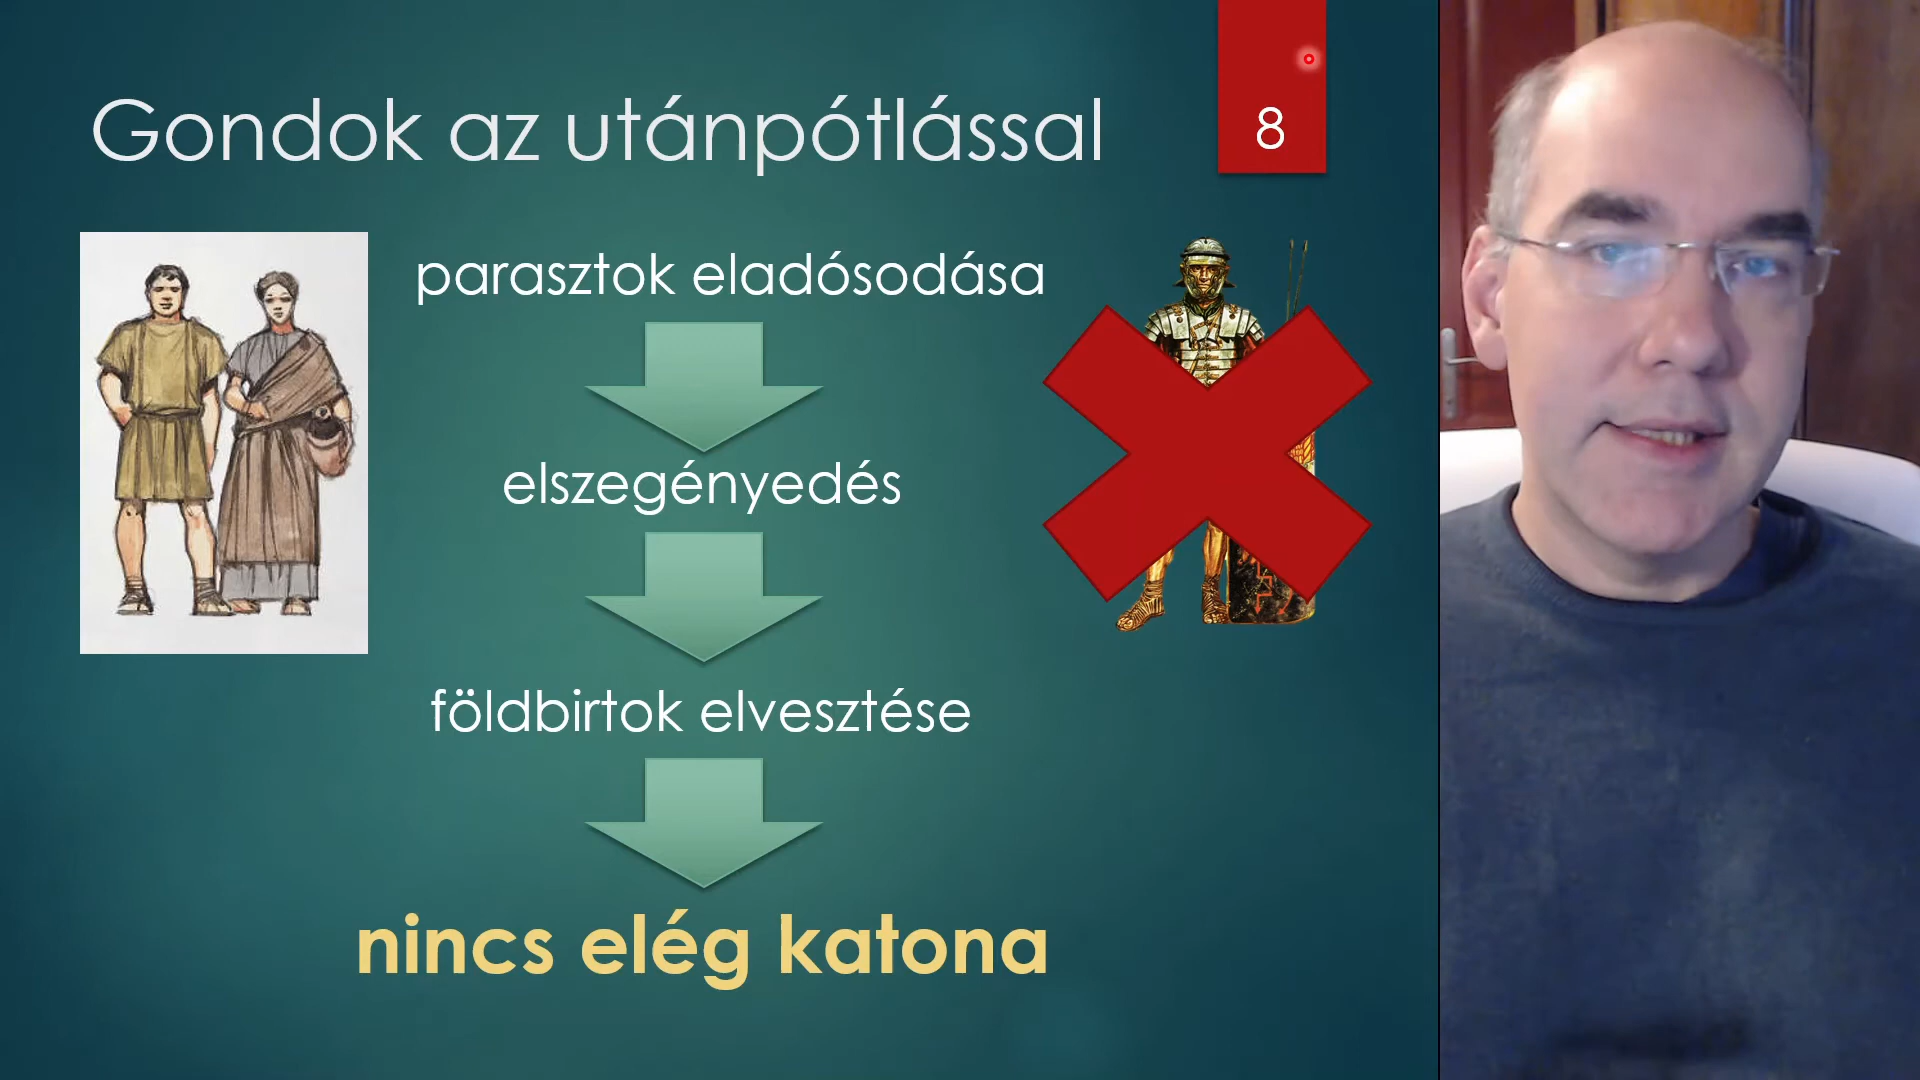 Gondok az utánpótlással
8
parasztok eladósodása
elszegényedés
földbirtok elvesztése
nincs elég katona